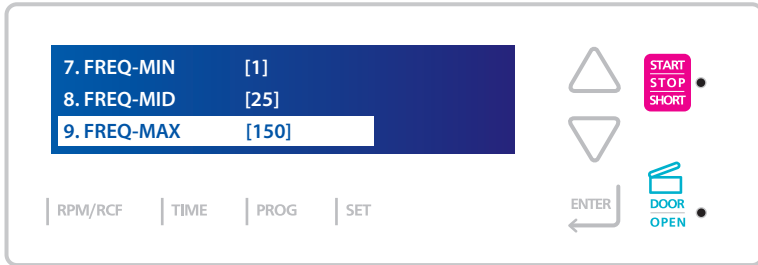 7. FREQ-MIN [1]
8. FREQ-MID [25]
9. FREQ-MAX [150]
START
STOP
SHORT
RPM/RCF TIME PROG SET
ENTER
DOOR
OPEN